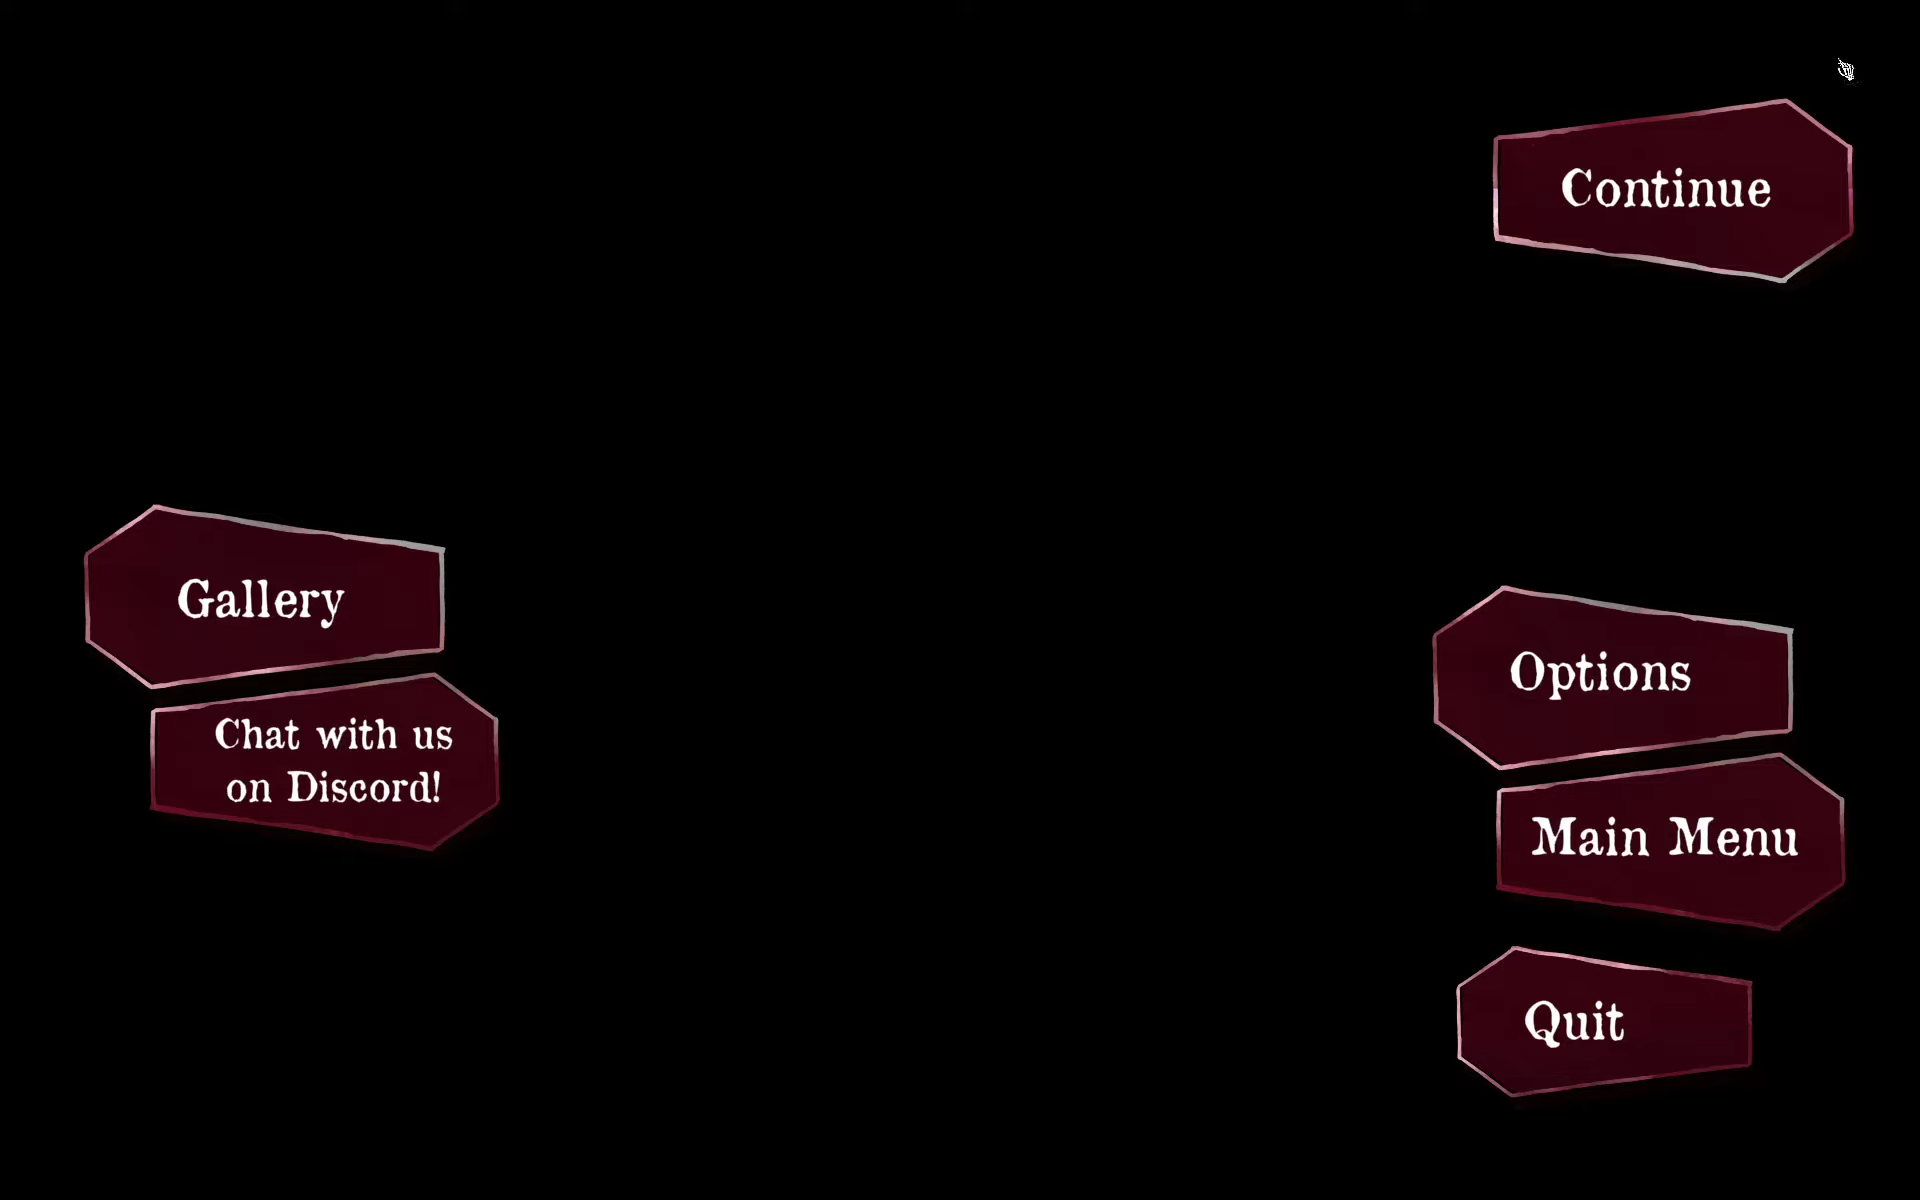 Continue
Gallery
Chat with us
on Discord!
Options
Main Menu
Quit